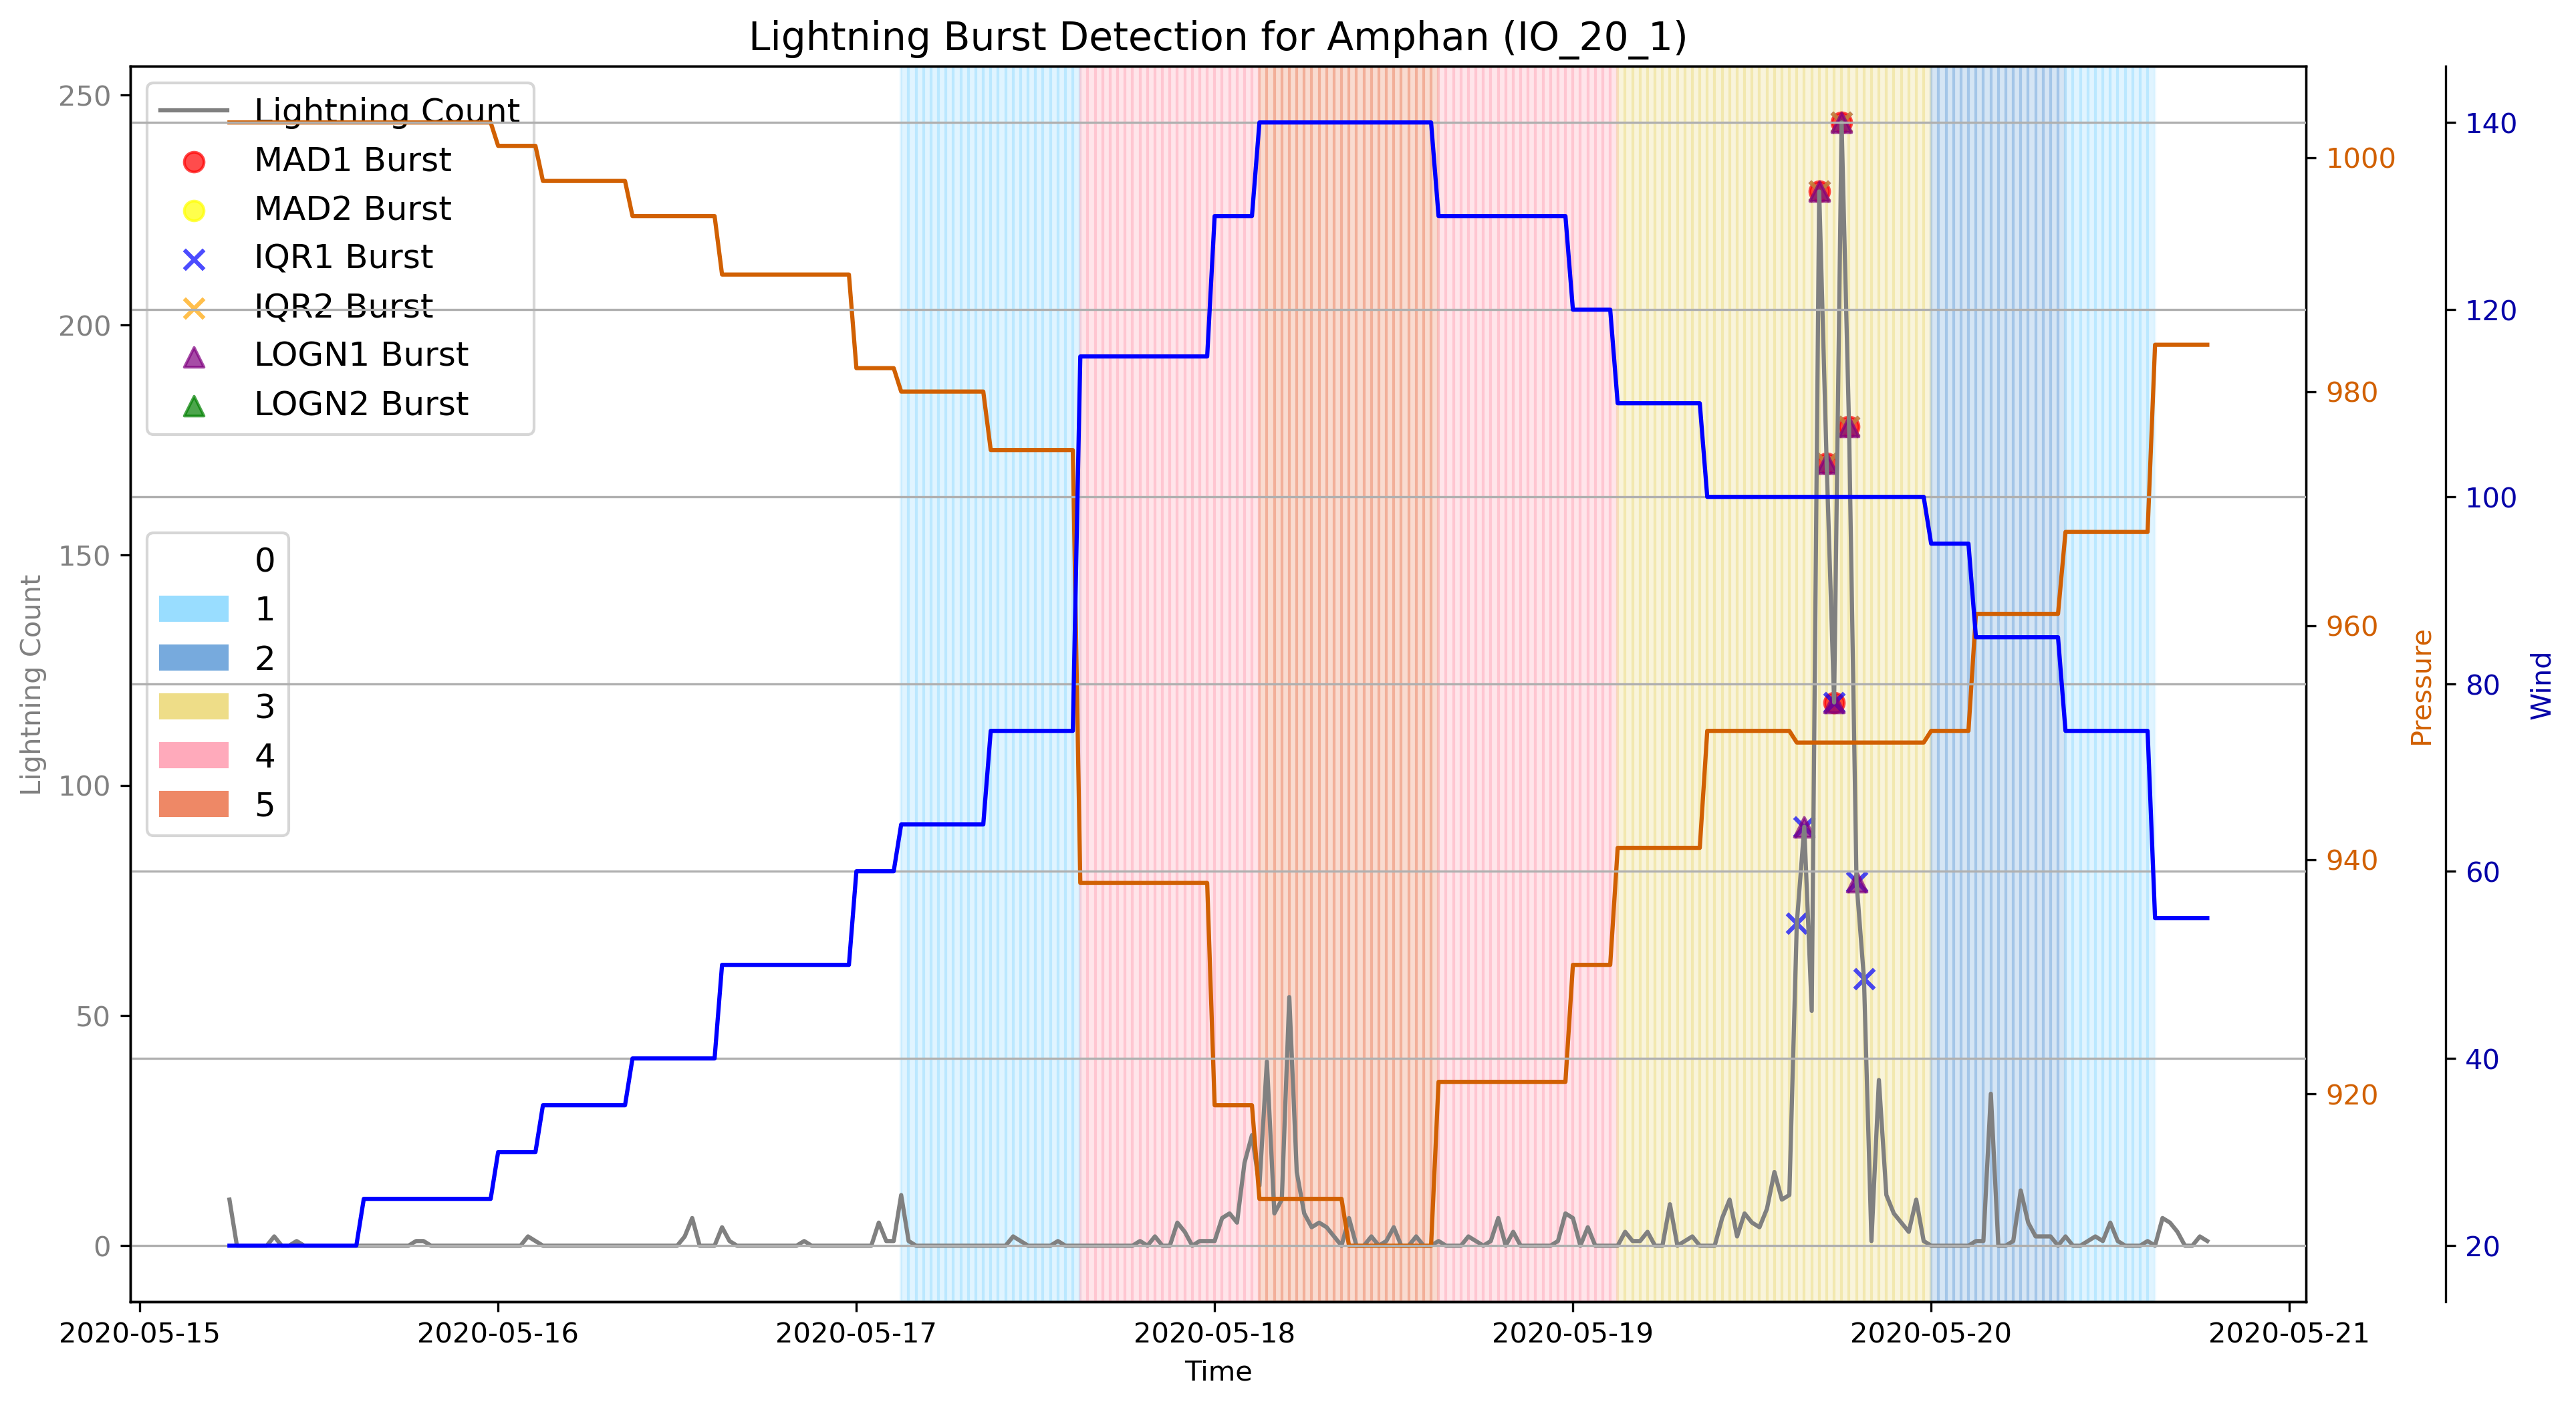 Lightning Burst Detection for Amphan (IO_20_1)
Lightning Count
MAD1 Burst
MAD2 Burst
IQR1 Burst
IQR2 Burst
LOGN1 Burst
LOGN2 Burst
0
1
2
3
4
5
Lightning Count
250
200
150
100
50
0
1000
980
960
940
920
Pressure
140
120
100
80
60
40
20
Wind
2020-05-15
2020-05-16
2020-05-17
2020-05-18
2020-05-19
2020-05-20
2020-05-21
Time